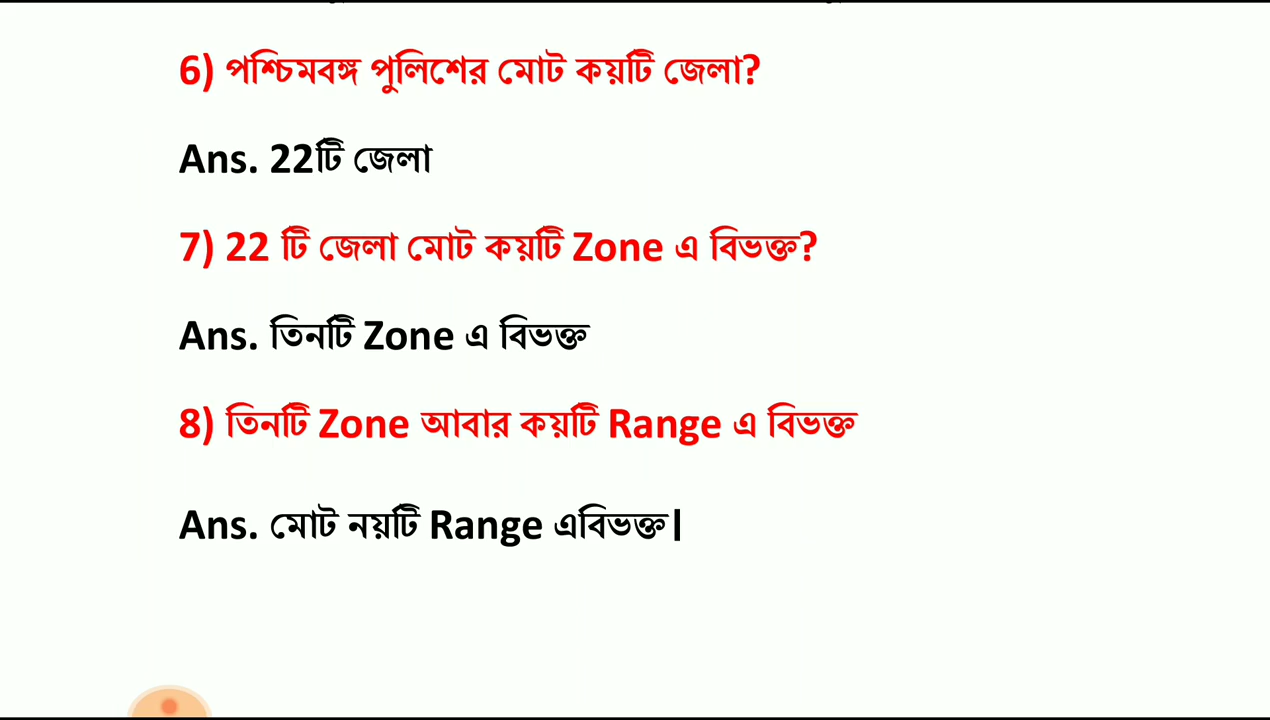 6) পশ্চিমবঙ্গ পুলিশের মোট কয়টি জেলা?
Ans. 22টি জেলা
7) 22 টি জেলা মোট কয়টি Zone এ বিভক্ত?
Ans. তিনটি Zone এ বিভক্ত
8) তিনটি Zone আবার কয়টি Range এ বিভক্ত
Ans. মোট নয়টি Range এবিভক্ত।